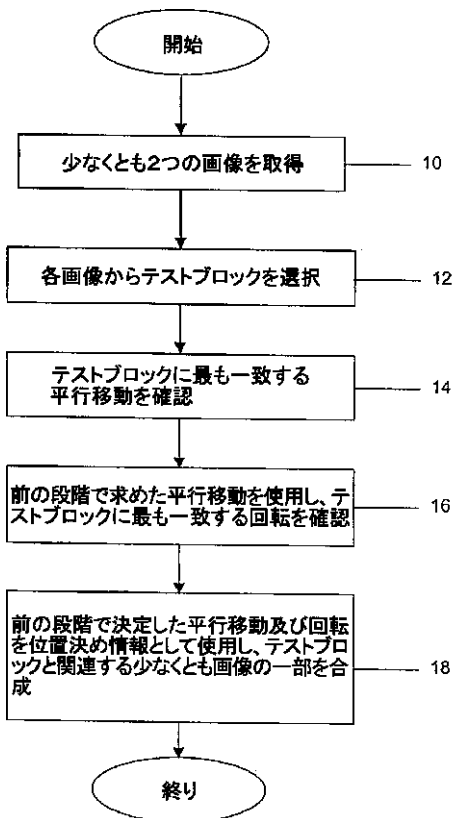 開始
少なくとも2つの画像を取得
10
各画像からテストブロックを選択
12
テストブロックに最も一致する
平行移動を確認
14
前の段階で求めた平行移動を使用し、テ
ストブロックに最も一致する回転を確認
16
前の段階で決定した平行移動及び回転
を位置決め情報として使用し、テストブロ
ックと関連する少なくとも画像の一部を合
成
18
終り